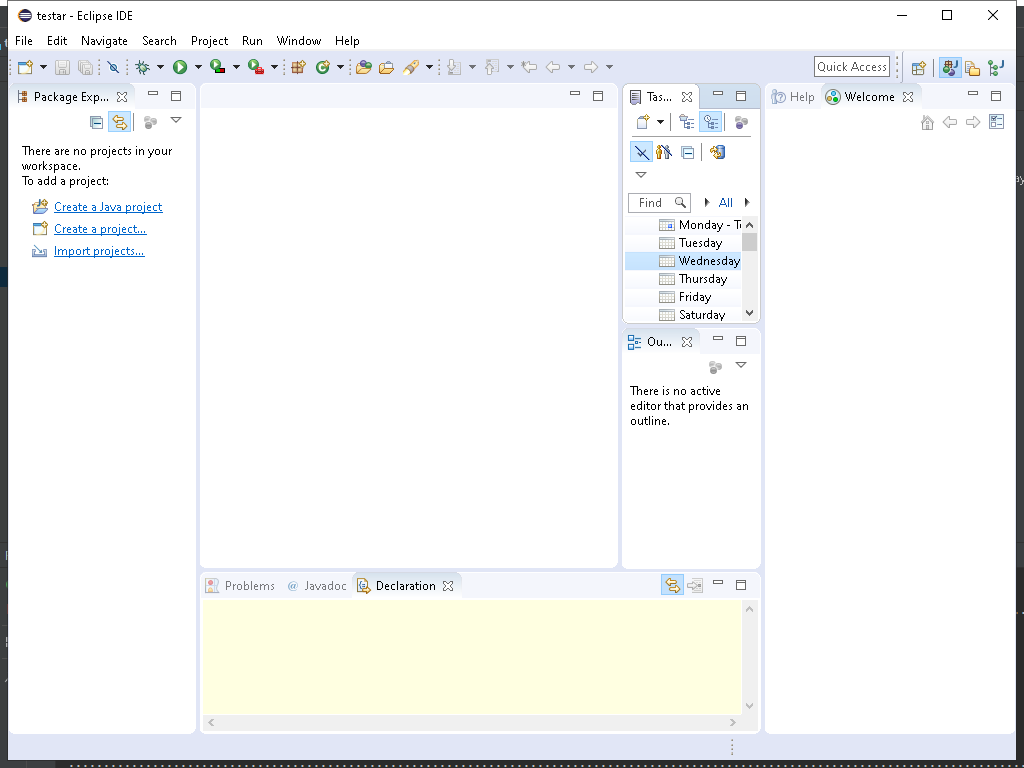 testar - Eclipse IDE
File Edit Navigate Search Project Run Window Help
Quick Access
Package Exp...
There are no projects in your
workspace.
To add a project:
Create a Java project
Create a project...
Import projects...
Tas...
Find
All
Monday - T
Tuesday
Wednesday
Thursday
Friday
Saturday
Ou...
There is no active
editor that provides an
outline.
Help Welcome
Problems @ Javadoc Declaration